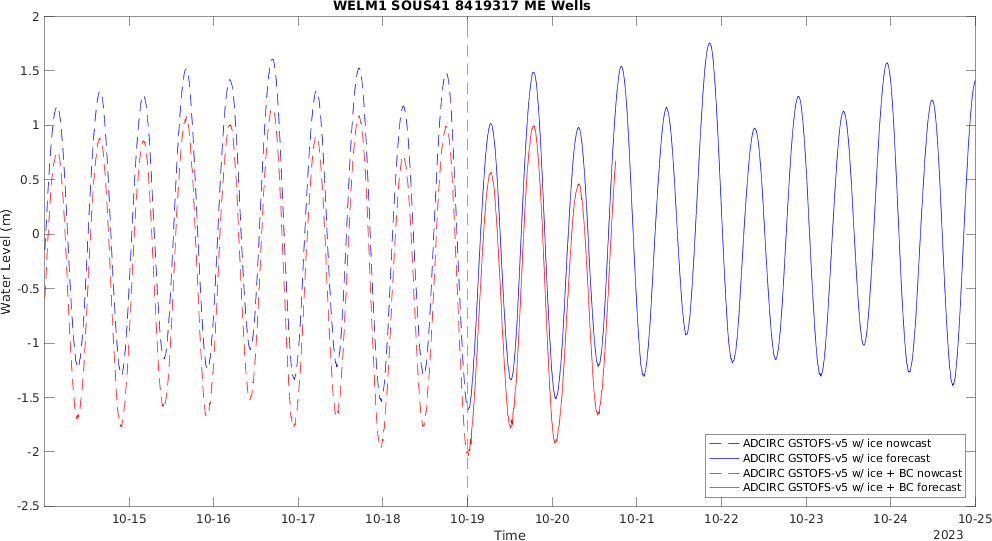 WELM1 SOUS41 8419317 ME Wells
2
1.5
1
0.5
0
-0.5
-1
-1.5
-2
-2.5
Water Level (m)
10-15 10-16 10-17 10-18 10-19 10-20 10-21 10-22 10-23 10-24 10-25
Time
2023
ADCIRC GSTOFS-v5 w/ ice nowcast
ADCIRC GSTOFS-v5 w/ ice forecast
ADCIRC GSTOFS-v5 w/ ice + BC nowcast
ADCIRC GSTOFS-v5 w/ ice + BC forecast